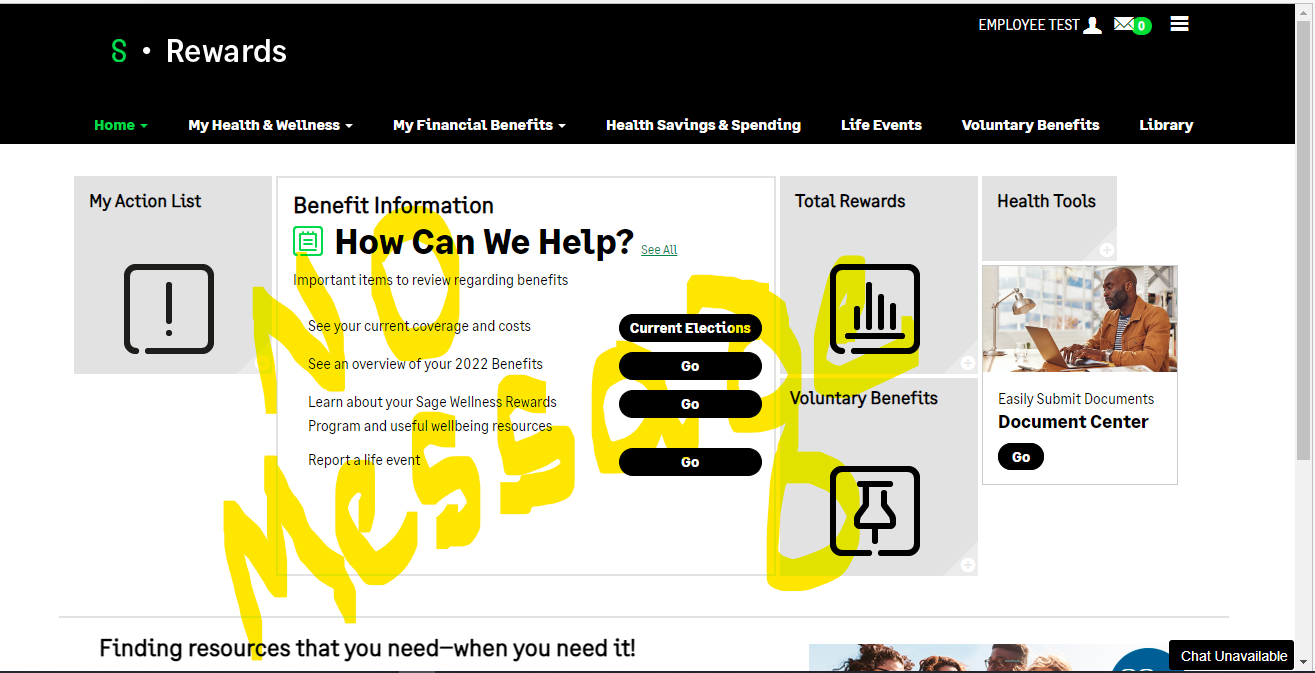 EMPLOYEE TEST 0
S · Rewards
Home My Health & Wellness My Financial Benefits Health Savings & Spending Life Events Voluntary Benefits Library
My Action List
Benefit Information
How Can We Help? See All
Important items to review regarding benefits
See your current coverage and costs Current Elections
See an overview of your 2022 Benefits Go
Learn about your Sage Wellness Rewards Go
Program and useful wellbeing resources
Report a life event Go
NO
Message
Total Rewards
Voluntary Benefits
Health Tools
Easily Submit Documents
Document Center
Go
Finding resources that you need—when you need it!
Chat Unavailable